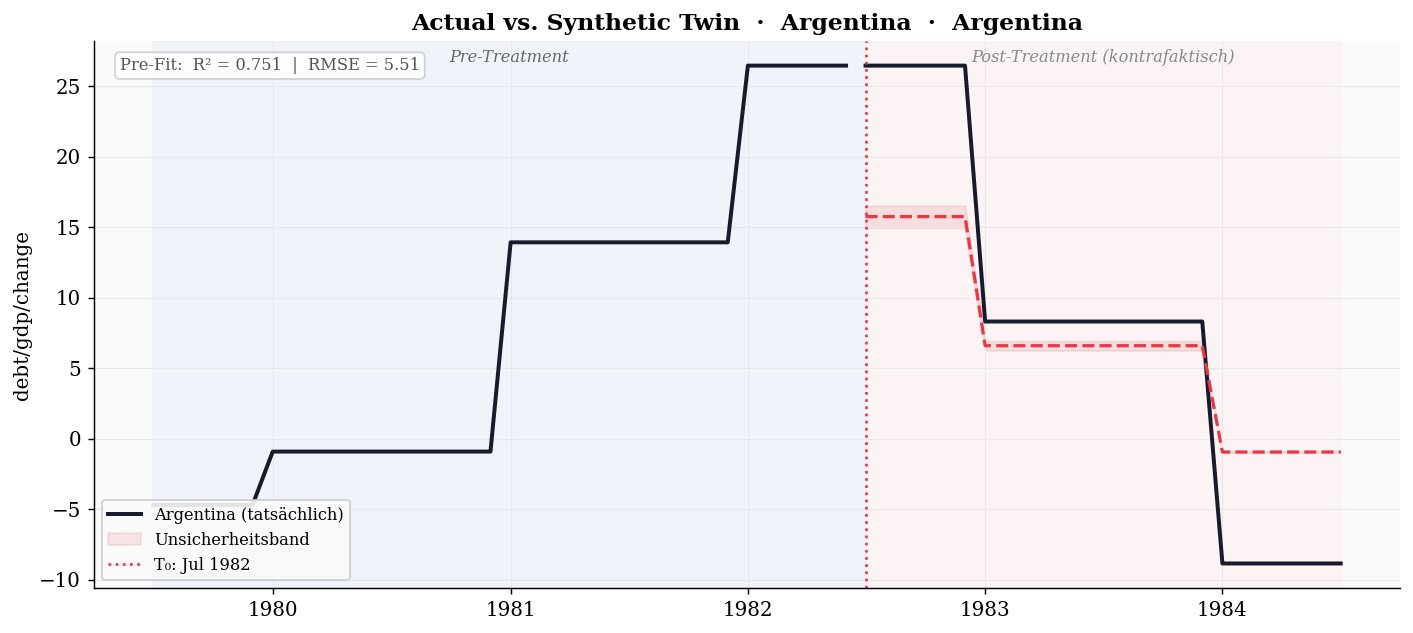 Actual vs. Synthetic Twin · Argentina · Argentina
Pre-Fit: R² = 0.751 | RMSE = 5.51
Pre-Treatment
Post-Treatment (kontrafaktisch)
debt/gdp/change
25
20
15
10
5
0
−5
−10
Argentina (tatsächlich)
Unsicherheitsband
T₀: Jul 1982
1980 1981 1982 1983 1984